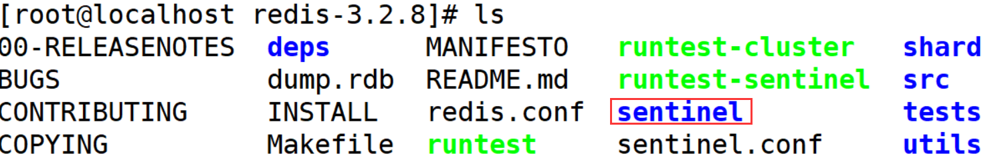 [root@localhost redis-3.2.8]# ls
00-RELEASENOTES deps MANIFESTO runtest-cluster shard
BUGS dump.rdb README.md runtest-sentinel src
CONTRIBUTING INSTALL redis.conf sentinel tests
COPYING Makefile runtest sentinel.conf utils